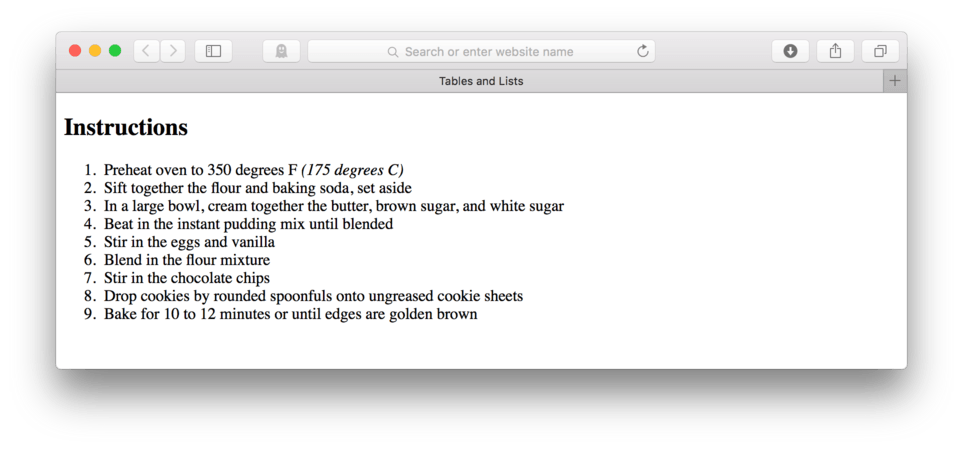 Search or enter website name
Tables and Lists
Instructions
1. Preheat oven to 350 degrees F (175 degrees C)
2. Sift together the flour and baking soda, set aside
3. In a large bowl, cream together the butter, brown sugar, and white sugar
4. Beat in the instant pudding mix until blended
5. Stir in the eggs and vanilla
6. Blend in the flour mixture
7. Stir in the chocolate chips
8. Drop cookies by rounded spoonfuls onto ungreased cookie sheets
9. Bake for 10 to 12 minutes or until edges are golden brown